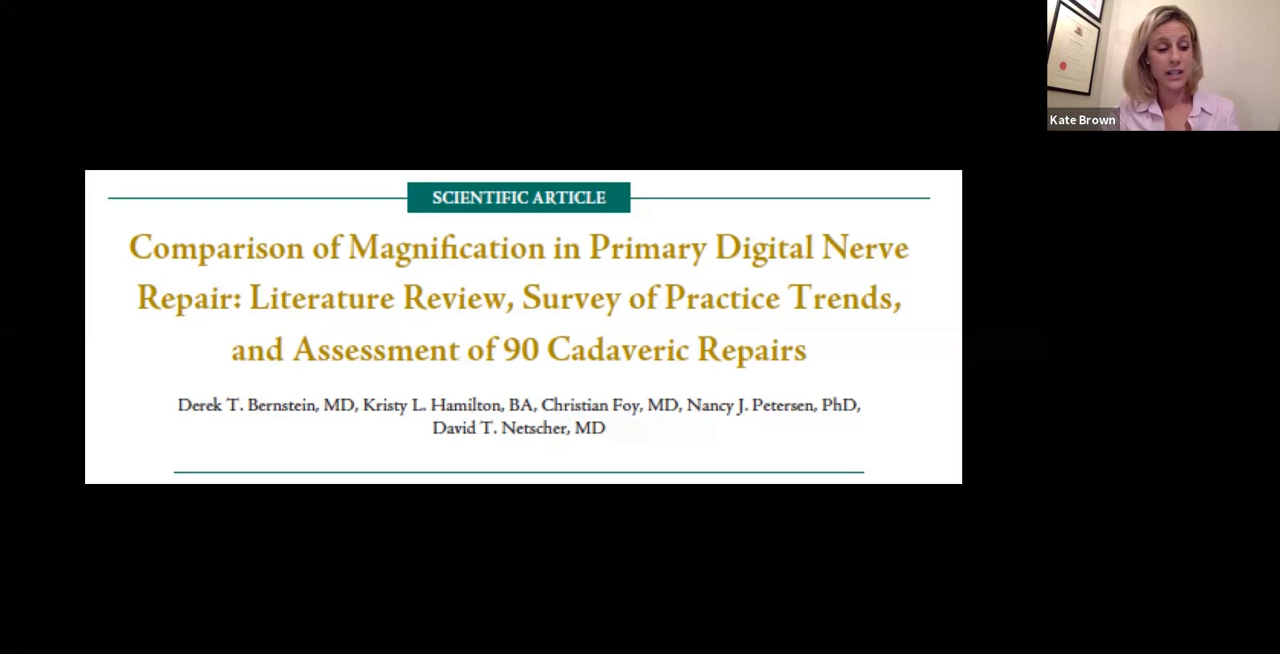 SCIENTIFIC ARTICLE
Comparison of Magnification in Primary Digital Nerve
Repair: Literature Review, Survey of Practice Trends,
and Assessment of 90 Cadaveric Repairs
Derek T. Bernstein, MD, Kristy L. Hamilton, BA, Christian Foy, MD, Nancy J. Petersen, PhD,
David T. Netscher, MD
Kate Brown